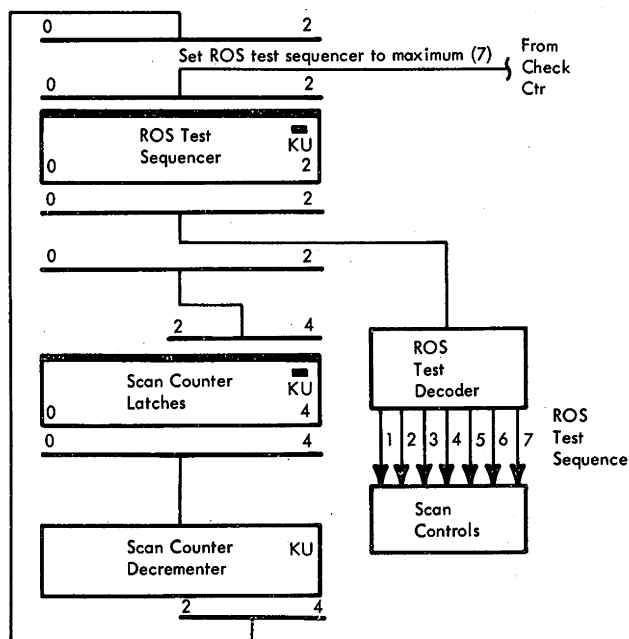 0 2
Set ROS test sequencer to maximum (7)
From
Check
Ctr
0 2
ROS Test
Sequencer
KU
0 2
0 2
0 2
2 4
Scan Counter
Latches
KU
0 4
0 4
ROS
Test
Decoder
1 2 3 4 5 6 7
ROS
Test
Sequence
Scan
Controls
Scan Counter
Decrementer
KU
2 4